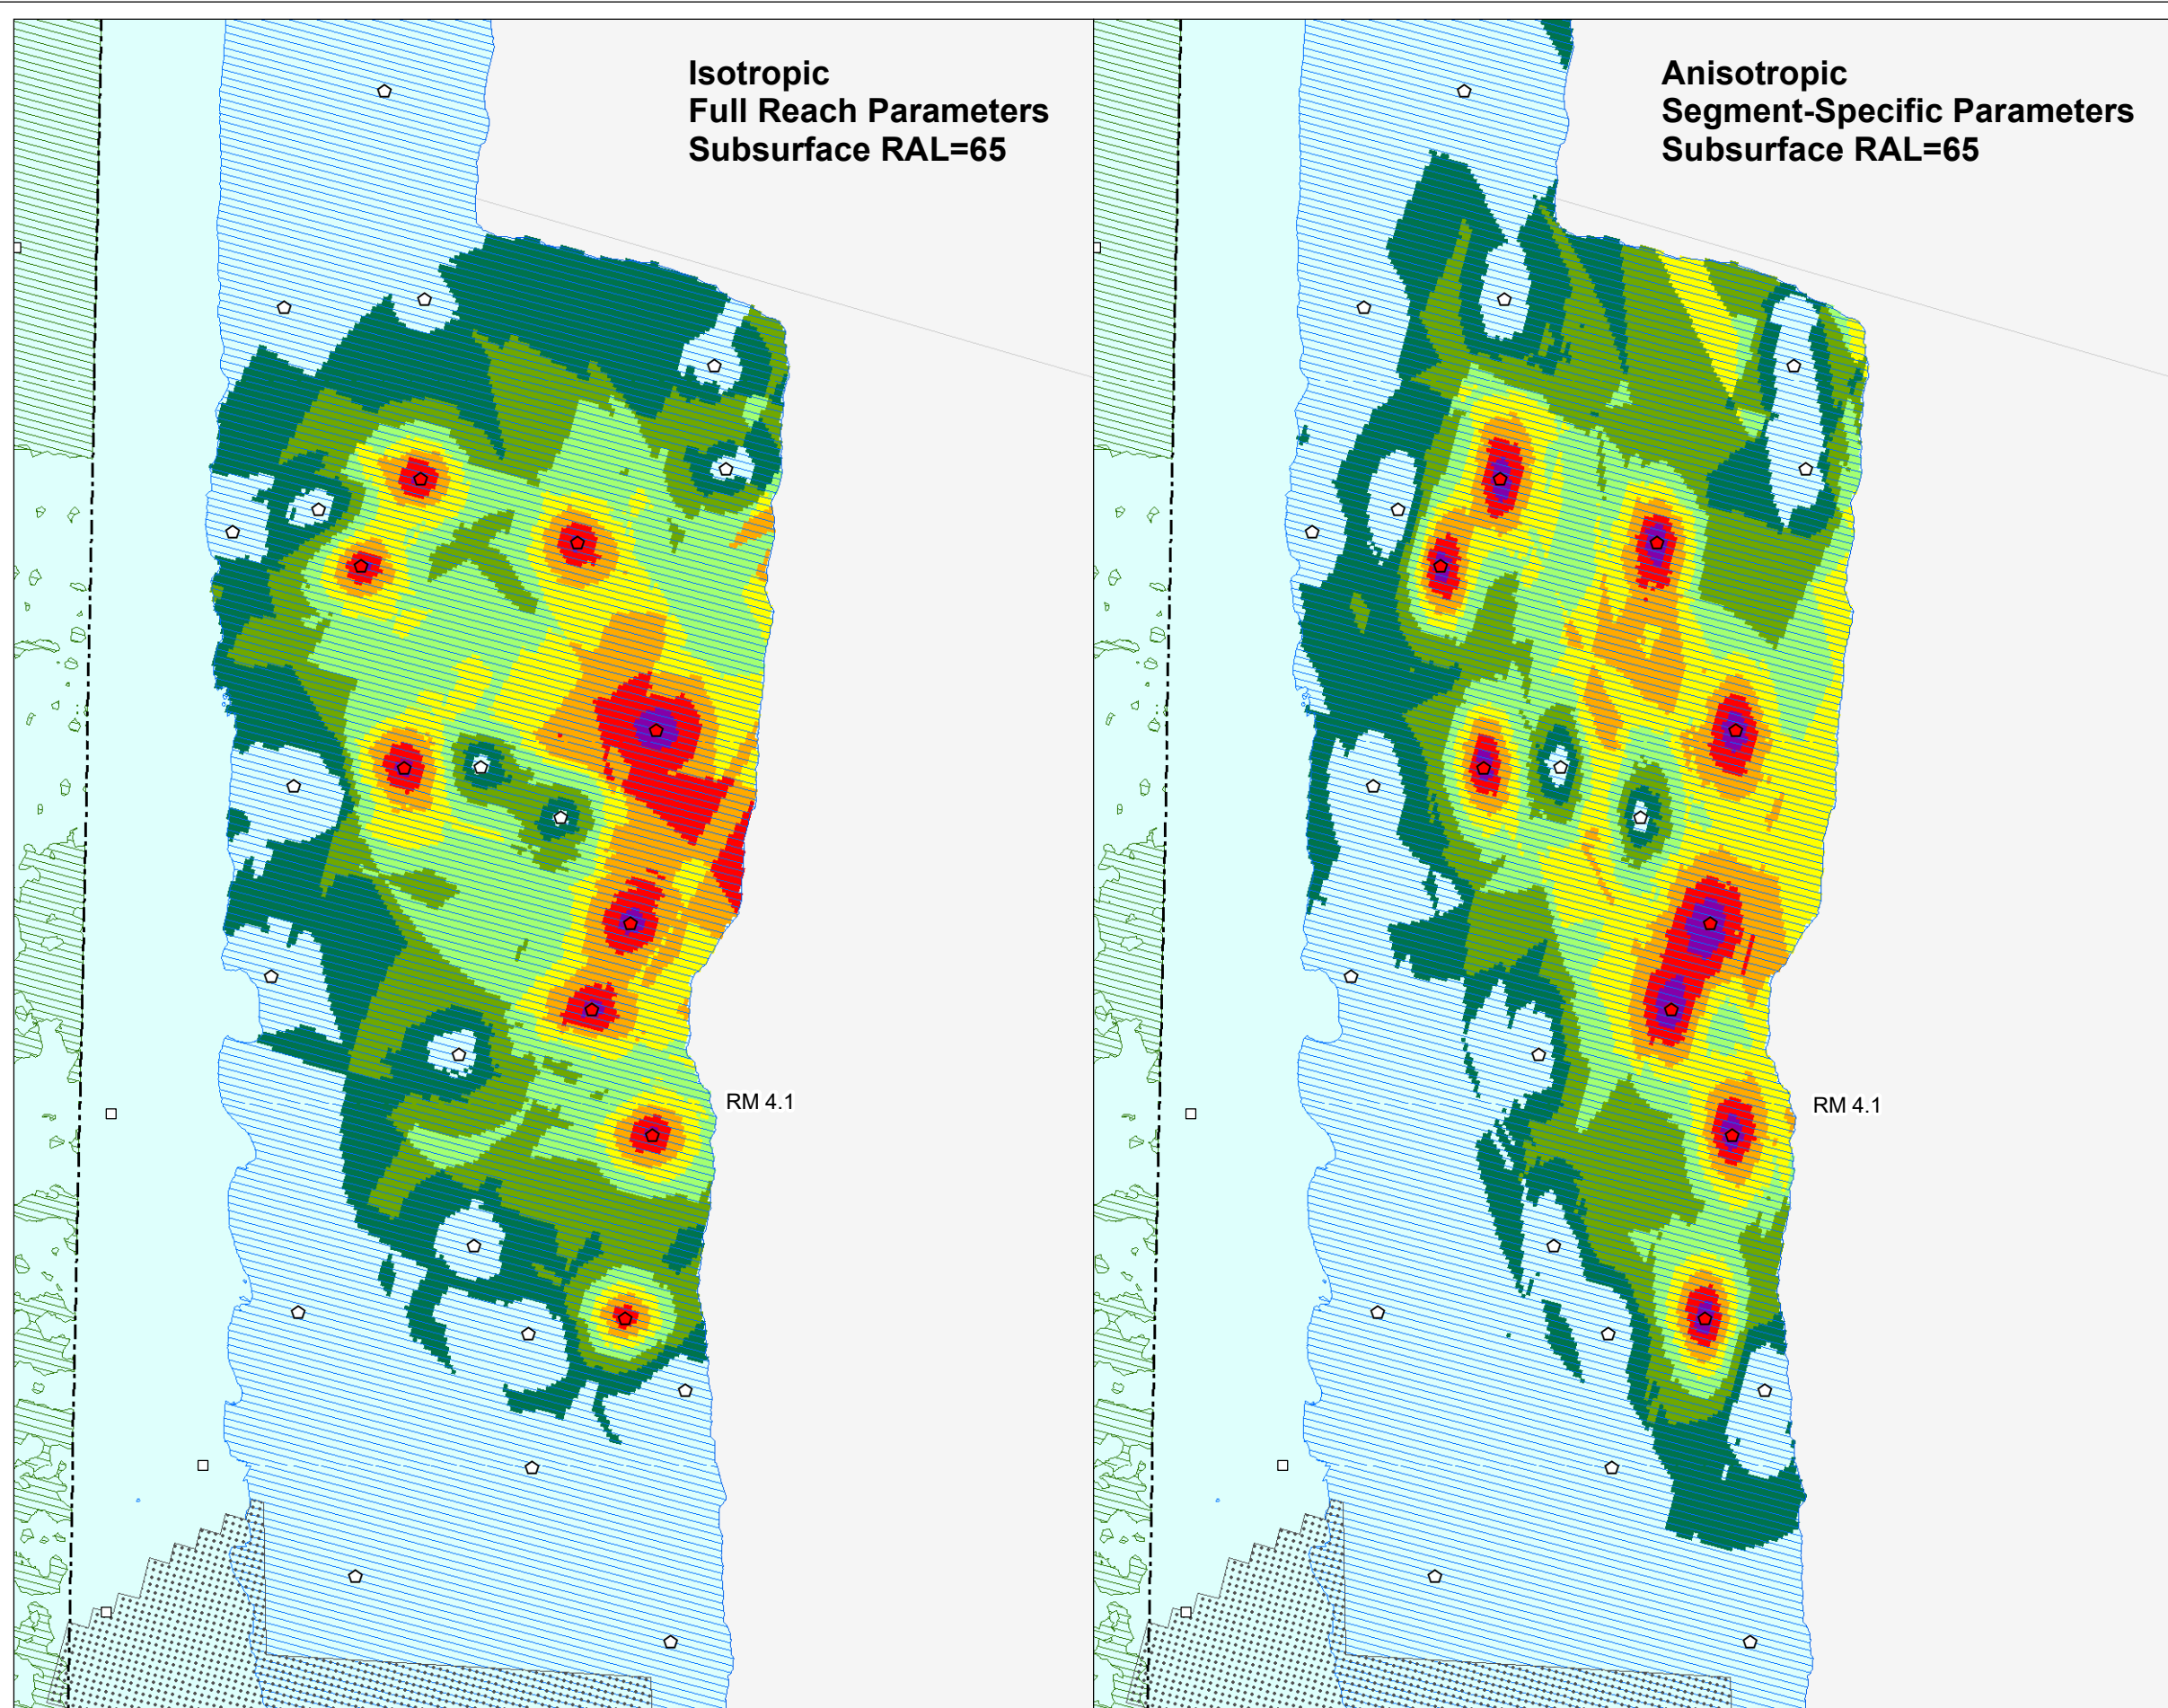 Isotropic
Full Reach Parameters
Subsurface RAL=65
Anisotropic
Segment-Specific Parameters
Subsurface RAL=65
RM 4.1
RM 4.1